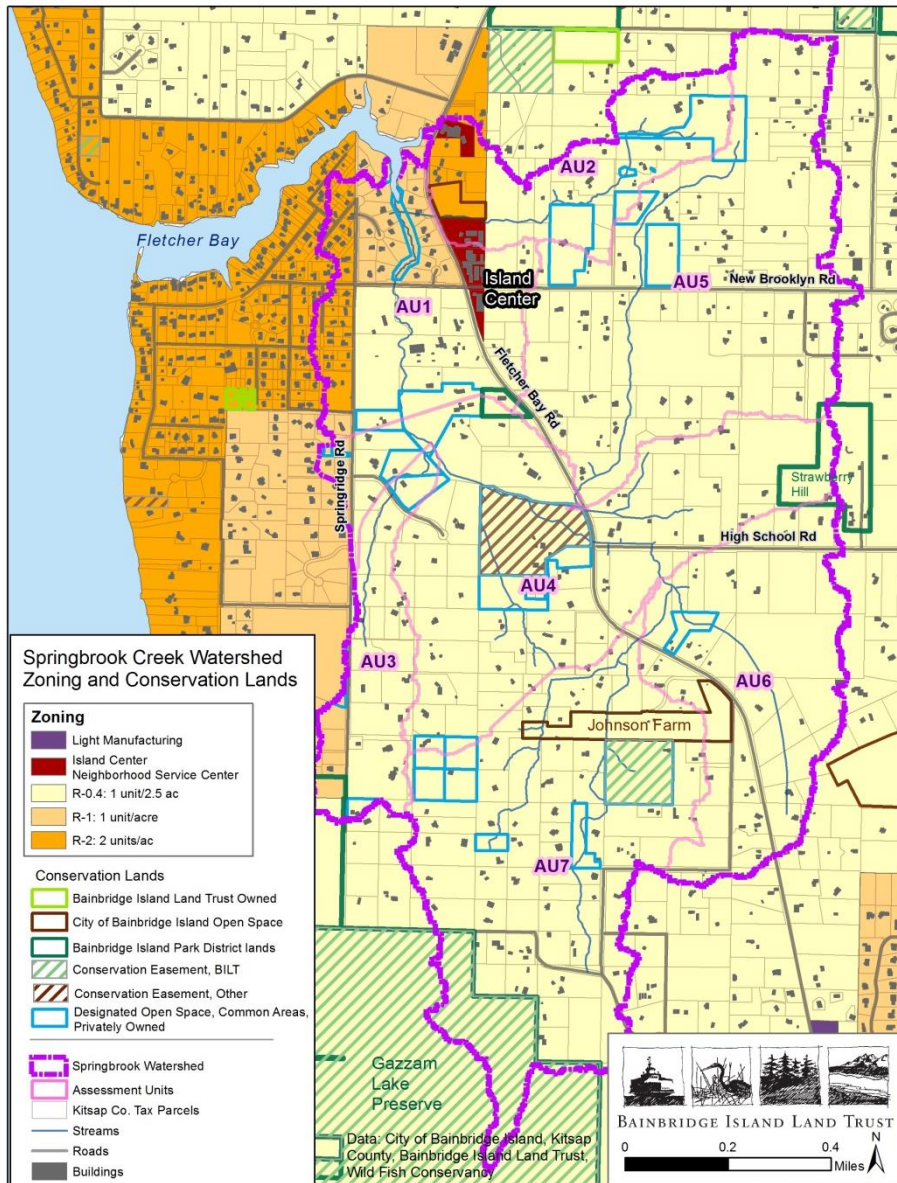 Fletcher Bay
AU2
Island
Center
AU5
New Brooklyn Rd
AU1
Fletcher Bay Rd
Springridge Rd
Strawberry
Hill
High School Rd
AU4
AU3
AU6
Johnson Farm
AU7
Gazzam
Lake
Preserve
Springbrook Creek Watershed
Zoning and Conservation Lands
Zoning
Light Manufacturing
Island Center
Neighborhood Service Center
R-0.4: 1 unit/2.5 ac
R-1: 1 unit/acre
R-2: 2 units/ac
Conservation Lands
Bainbridge Island Land Trust Owned
City of Bainbridge Island Open Space
Bainbridge Island Park District lands
Conservation Easement, BILT
Conservation Easement, Other
Designated Open Space, Common Areas,
Privately Owned
Springbrook Watershed
Assessment Units
Kitsap Co. Tax Parcels
Streams
Roads
Buildings
Data: City of Bainbridge Island, Kitsap
County, Bainbridge Island Land Trust,
Wild Fish Conservancy
BAINBRIDGE ISLAND LAND TRUST
N
0 0.2 0.4
Miles